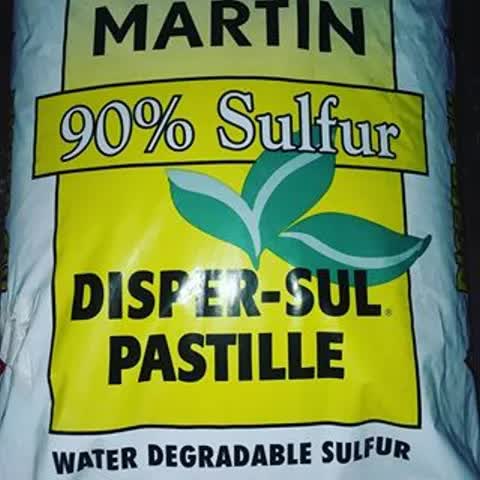 MARTIN
90% Sulfur
DISPER-SUL®
PASTILLE
WATER DEGRADABLE SULFUR